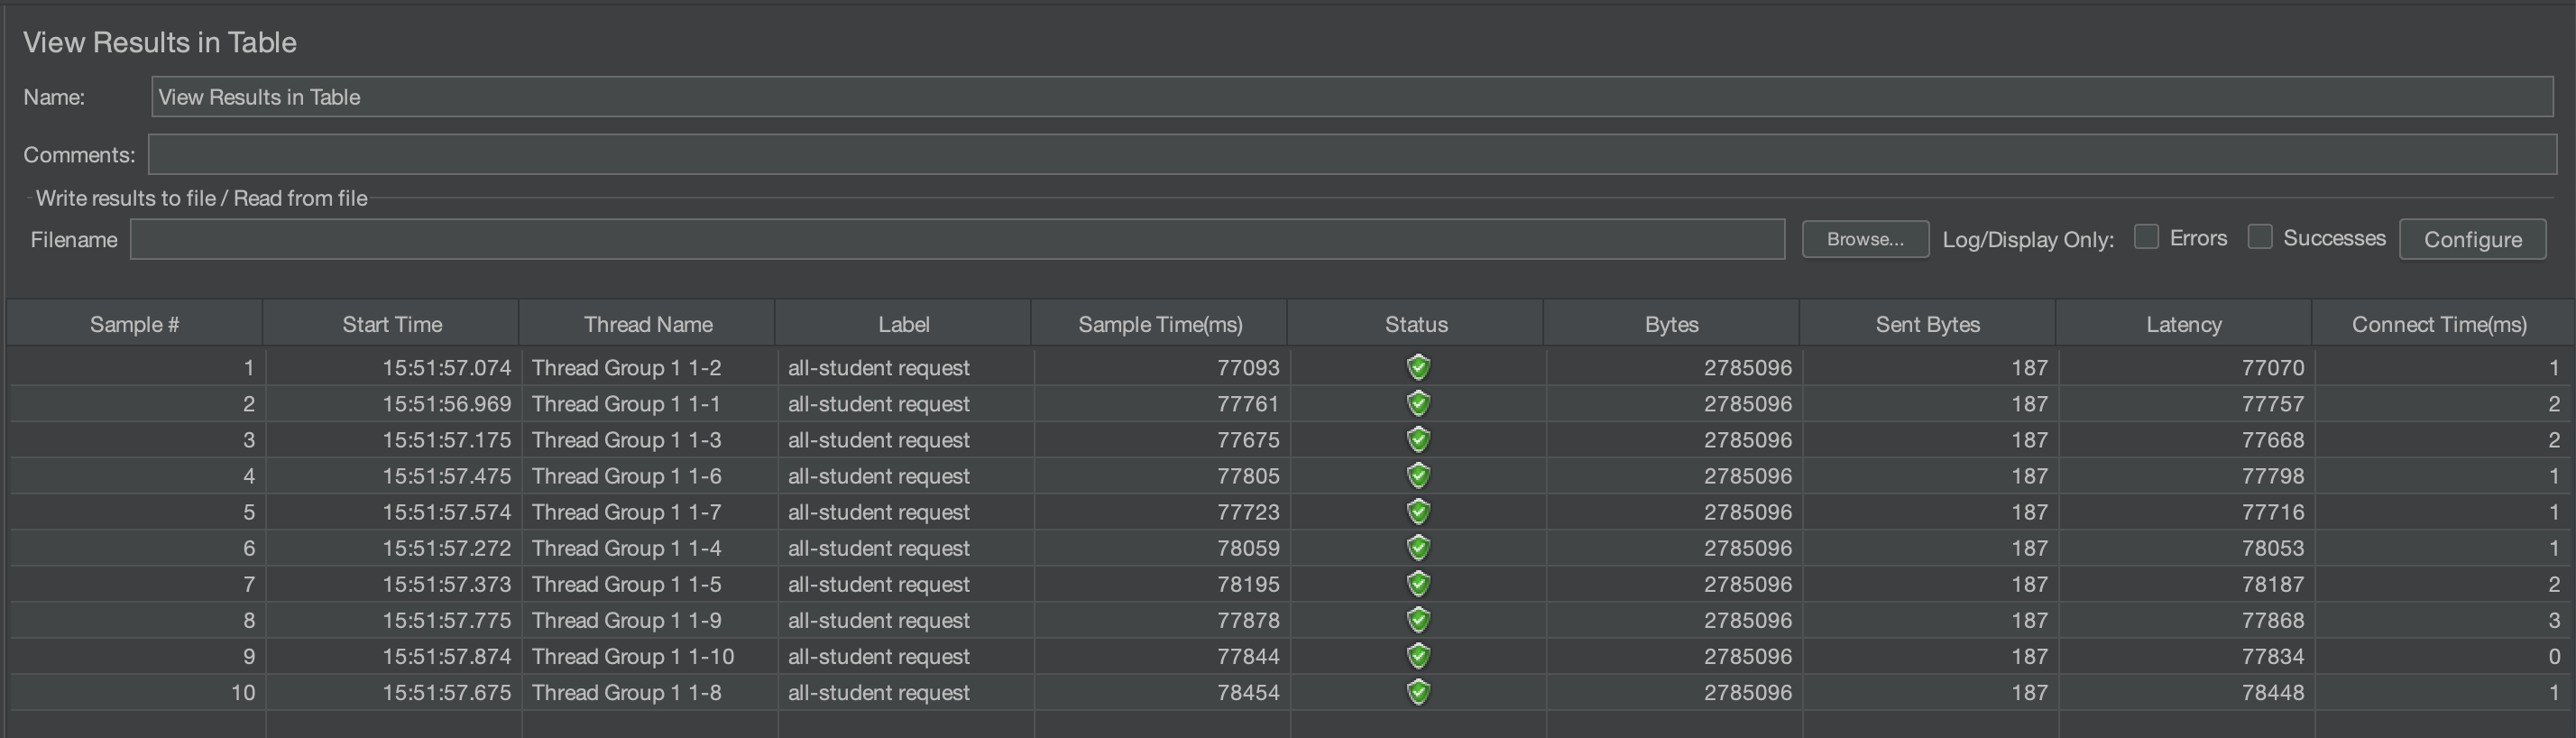 View Results in Table
Name: View Results in Table
Comments:
Write results to file / Read from file
Filename Browse... Log/Display Only: Errors Successes Configure
Sample # Start Time Thread Name Label Sample Time(ms) Status Bytes Sent Bytes Latency Connect Time(ms)
1 15:51:57.074 Thread Group 1 1-2 all-student request 77093 2785096 187 77070 1
2 15:51:56.969 Thread Group 1 1-1 all-student request 77761 2785096 187 77757 2
3 15:51:57.175 Thread Group 1 1-3 all-student request 77675 2785096 187 77668 2
4 15:51:57.475 Thread Group 1 1-6 all-student request 77805 2785096 187 77798 1
5 15:51:57.574 Thread Group 1 1-7 all-student request 77723 2785096 187 77716 1
6 15:51:57.272 Thread Group 1 1-4 all-student request 78059 2785096 187 78053 1
7 15:51:57.373 Thread Group 1 1-5 all-student request 78195 2785096 187 78187 2
8 15:51:57.775 Thread Group 1 1-9 all-student request 77878 2785096 187 77868 3
9 15:51:57.874 Thread Group 1 1-10 all-student request 77844 2785096 187 77834 0
10 15:51:57.675 Thread Group 1 1-8 all-student request 78454 2785096 187 78448 1